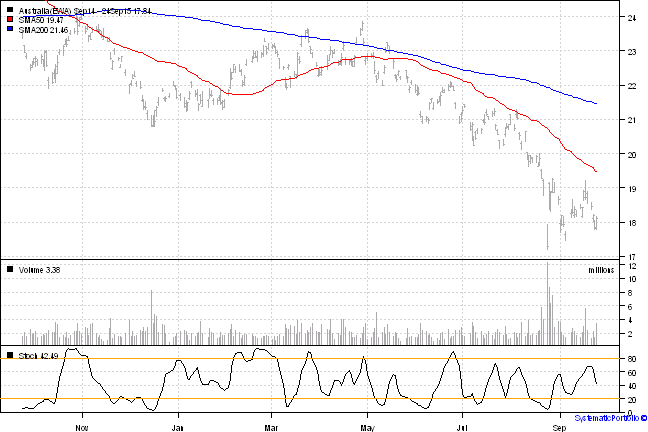 Australia(EWA) Sep14 - 24Sep15 17.84
SMA50 19.47
SMA200 21.46
24
23
22
21
20
19
18
17
Volume 3.38
millions
12
10
8
6
4
2
Stoch 42.49
80
60
40
20
0
Nov Jan Mar May Jul Sep
SystematicPortfolio ©